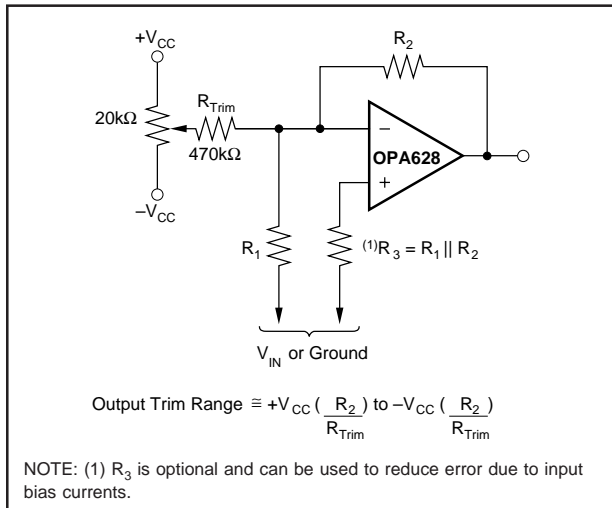 +VCC
R2
RTrim
20kΩ
470kΩ
–
OPA628
+
–VCC
R1
(1)R3 = R1 || R2
VIN or Ground
Output Trim Range ≅ +VCC ( R2 / RTrim ) to –VCC ( R2 / RTrim )
NOTE: (1) R3 is optional and can be used to reduce error due to input
bias currents.